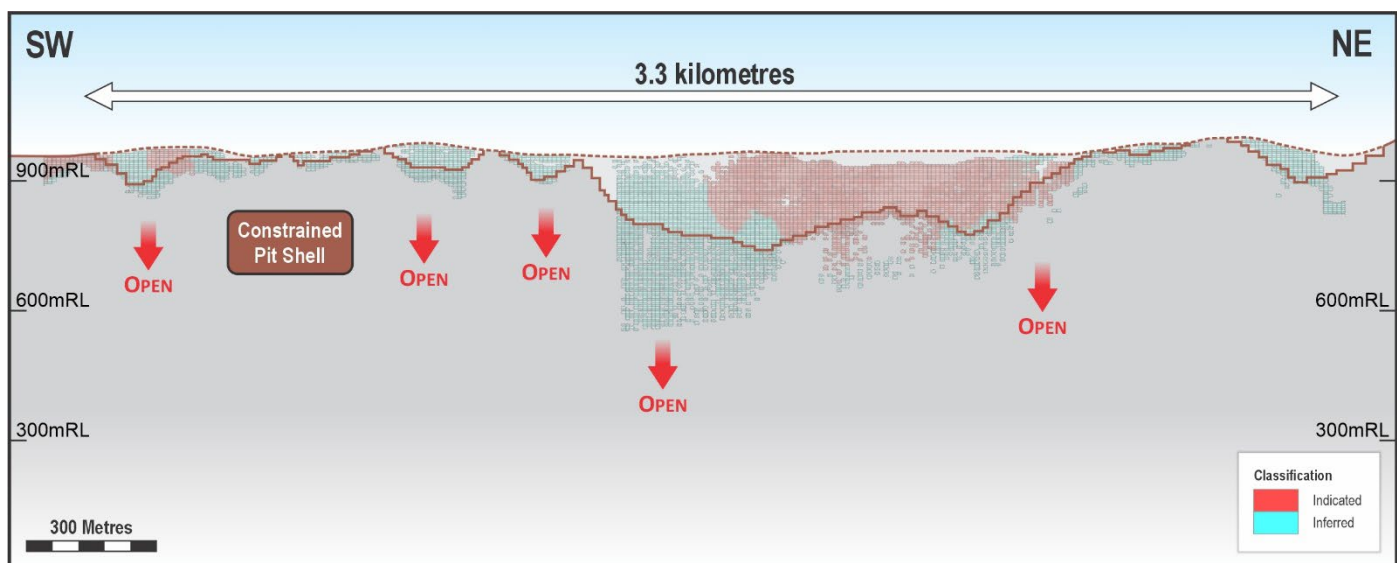 SW
NE
3.3 kilometres
900mRL
Constrained
Pit Shell
OPEN
OPEN
OPEN
600mRL
600mRL
OPEN
OPEN
300mRL
300mRL
Classification
Indicated
Inferred
300 Metres